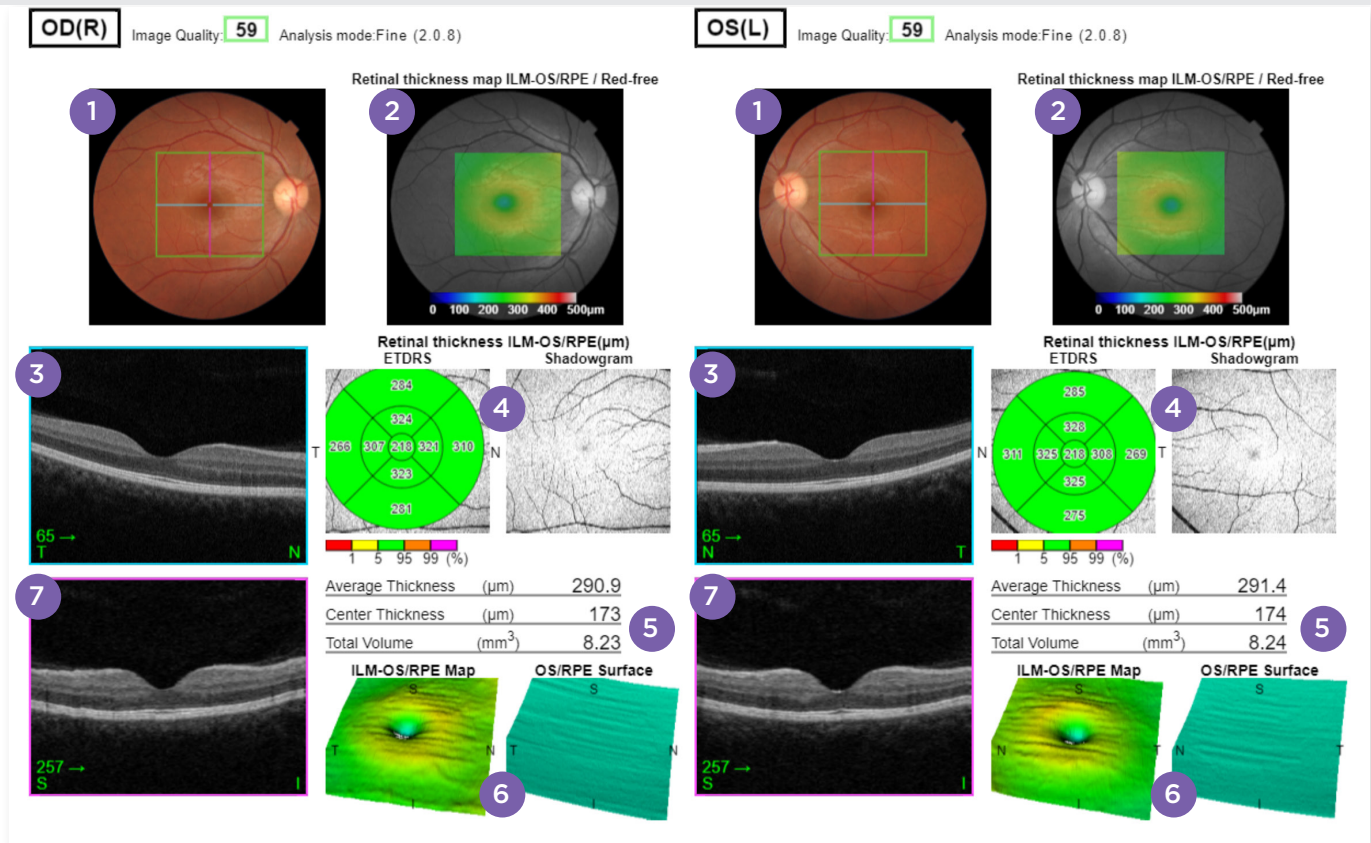 OD(R) Image Quality: 59 Analysis mode:Fine (2.0.8)
Retinal thickness map ILM-OS/RPE / Red-free
1
2
0 100 200 300 400 500µm
Retinal thickness ILM-OS/RPE(µm)
ETDRS Shadowgram
3
4
284
324
T 266 307 218 321 310 N
323
281
65 →
T N
1 5 95 99 (%)
7
Average Thickness (µm) 290.9
Center Thickness (µm) 173
Total Volume (mm³) 8.23
5
ILM-OS/RPE Map OS/RPE Surface
S S
T N T N
I I
6
257 →
S I
OS(L) Image Quality: 59 Analysis mode:Fine (2.0.8)
Retinal thickness map ILM-OS/RPE / Red-free
1
2
0 100 200 300 400 500µm
Retinal thickness ILM-OS/RPE(µm)
ETDRS Shadowgram
3
4
285
328
N 311 325 218 308 269 T
325
275
65 →
N T
1 5 95 99 (%)
7
Average Thickness (µm) 291.4
Center Thickness (µm) 174
Total Volume (mm³) 8.24
5
ILM-OS/RPE Map OS/RPE Surface
S S
N T N T
I I
6
257 →
S I